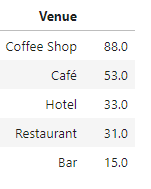 Venue
Coffee Shop 88.0
Café 53.0
Hotel 33.0
Restaurant 31.0
Bar 15.0